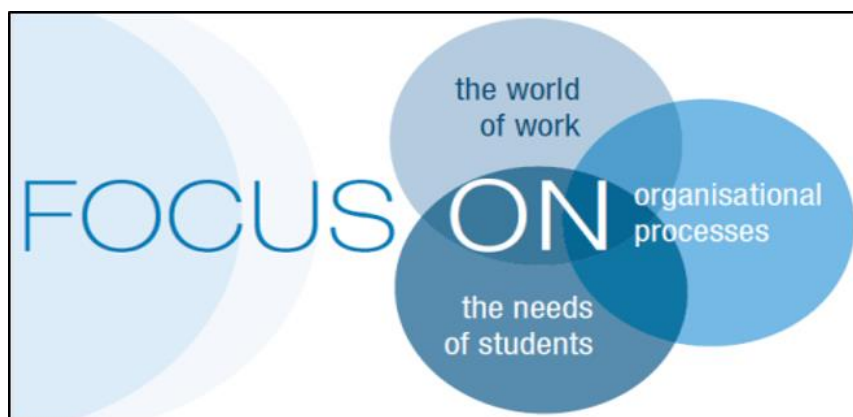 the world
of work
FOCUS ON
organisational
processes
the needs
of students